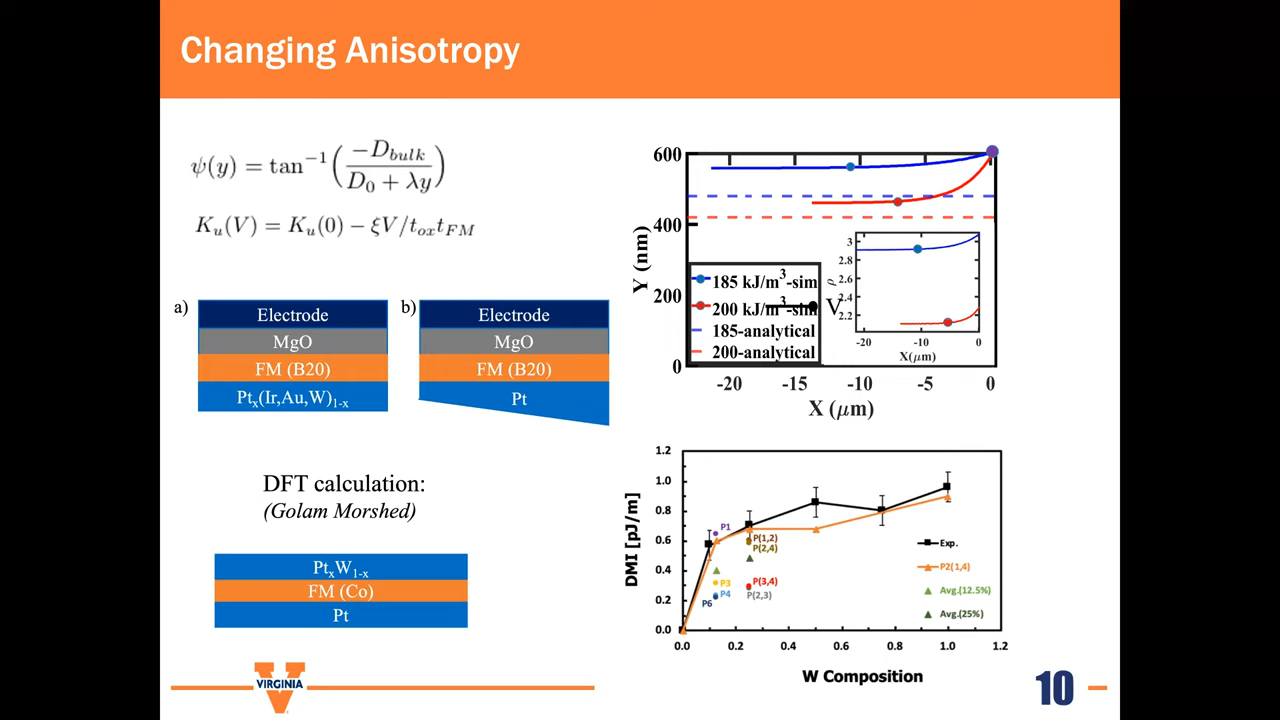 Changing Anisotropy
ψ(y) = tan⁻¹(−D_bulk / D₀ + λy)
K_u(V) = K_u(0) − ξV/t_ox t_FM
a)
Electrode
MgO
FM (B20)
Ptx(Ir,Au,W)1-x
b)
Electrode
MgO
FM (B20)
Pt
DFT calculation:
(Golam Morshed)
PtxW1-x
FM (Co)
Pt
600
400
200
0
Y (nm)
-20
-15
-10
-5
0
X (μm)
185 kJ/m³-sim
200 kJ/m³-sim
185-analytical
200-analytical
V
3
2.8
2.6
2.4
2.2
ρ
-20
-10
0
X(μm)
1.2
1.0
0.8
0.6
0.4
0.2
0.0
DMI [pJ/m]
P1
P(1,2)
P(2,4)
P3
P4
P6
P(3,4)
P(2,3)
Exp.
P2(1,4)
Avg.(12.5%)
Avg.(25%)
0.0
0.2
0.4
0.6
0.8
1.0
1.2
W Composition
VIRGINIA
10